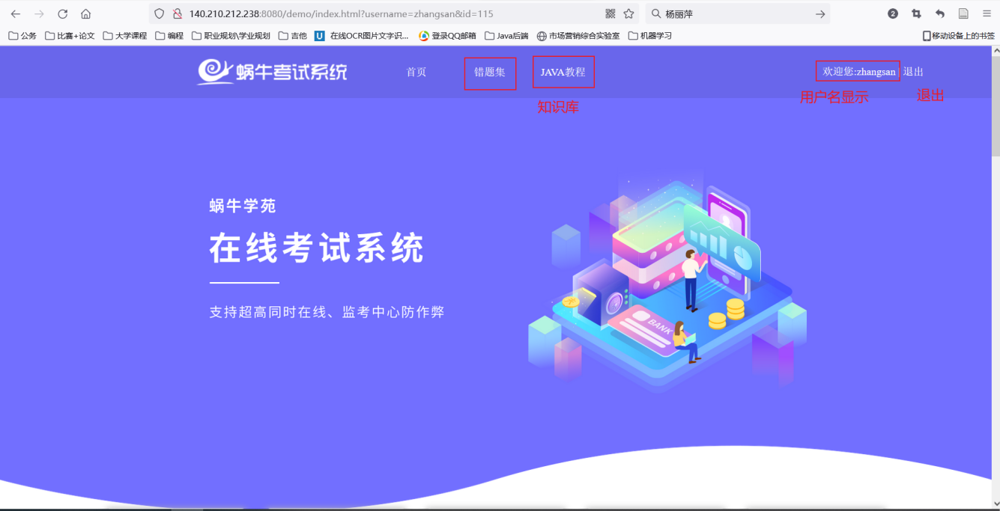 140.210.212.238:8080/demo/index.html?username=zhangsan&id=115
杨丽萍
2
公务 比赛+论文 大学课程 编程 职业规划\学业规划 吉他 U 在线OCR图片文字识... 登录QQ邮箱 Java后端 市场营销综合实验室 机器学习 移动设备上的书签
蜗牛考试系统 首页 错题集 JAVA教程 欢迎您:zhangsan 退出
知识库 用户名显示 退出
蜗牛学苑
在线考试系统
支持超高同时在线、监考中心防作弊
BANK